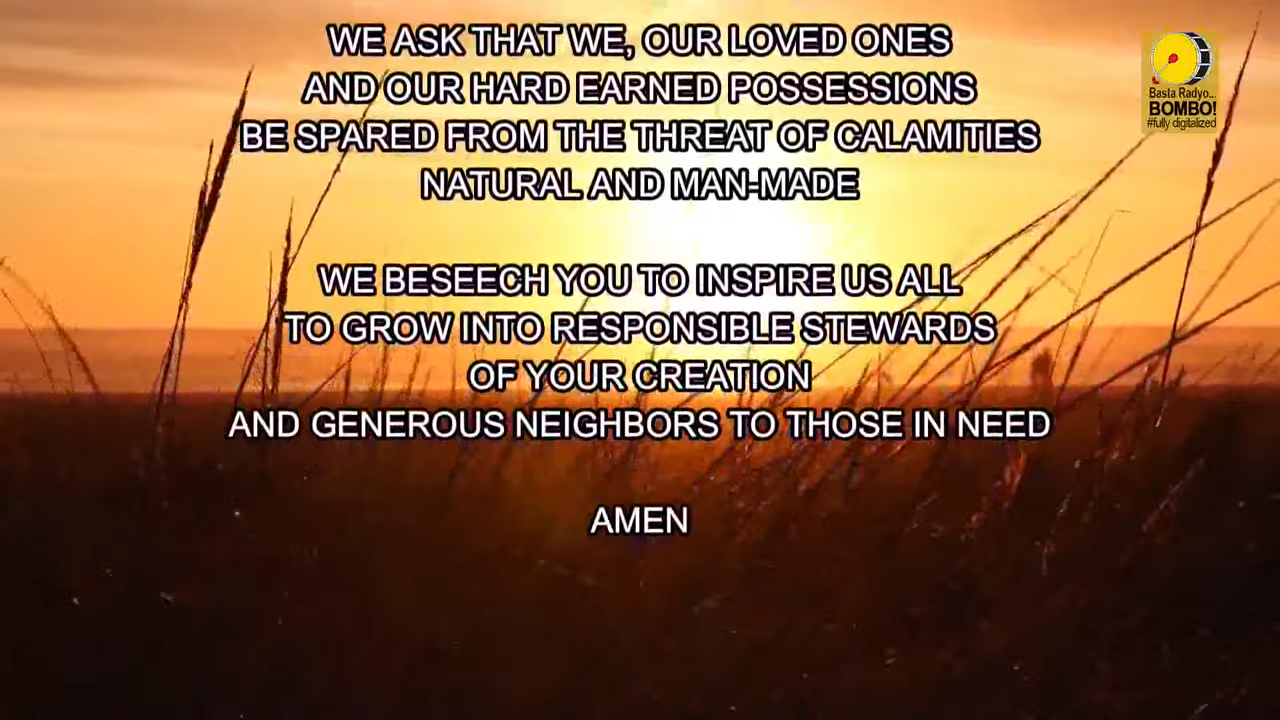 WE ASK THAT WE, OUR LOVED ONES
AND OUR HARD EARNED POSSESSIONS
BE SPARED FROM THE THREAT OF CALAMITIES
NATURAL AND MAN-MADE
WE BESEECH YOU TO INSPIRE US ALL
TO GROW INTO RESPONSIBLE STEWARDS
OF YOUR CREATION
AND GENEROUS NEIGHBORS TO THOSE IN NEED
AMEN
Basta Radyo...
BOMBO!
#fully digitalized